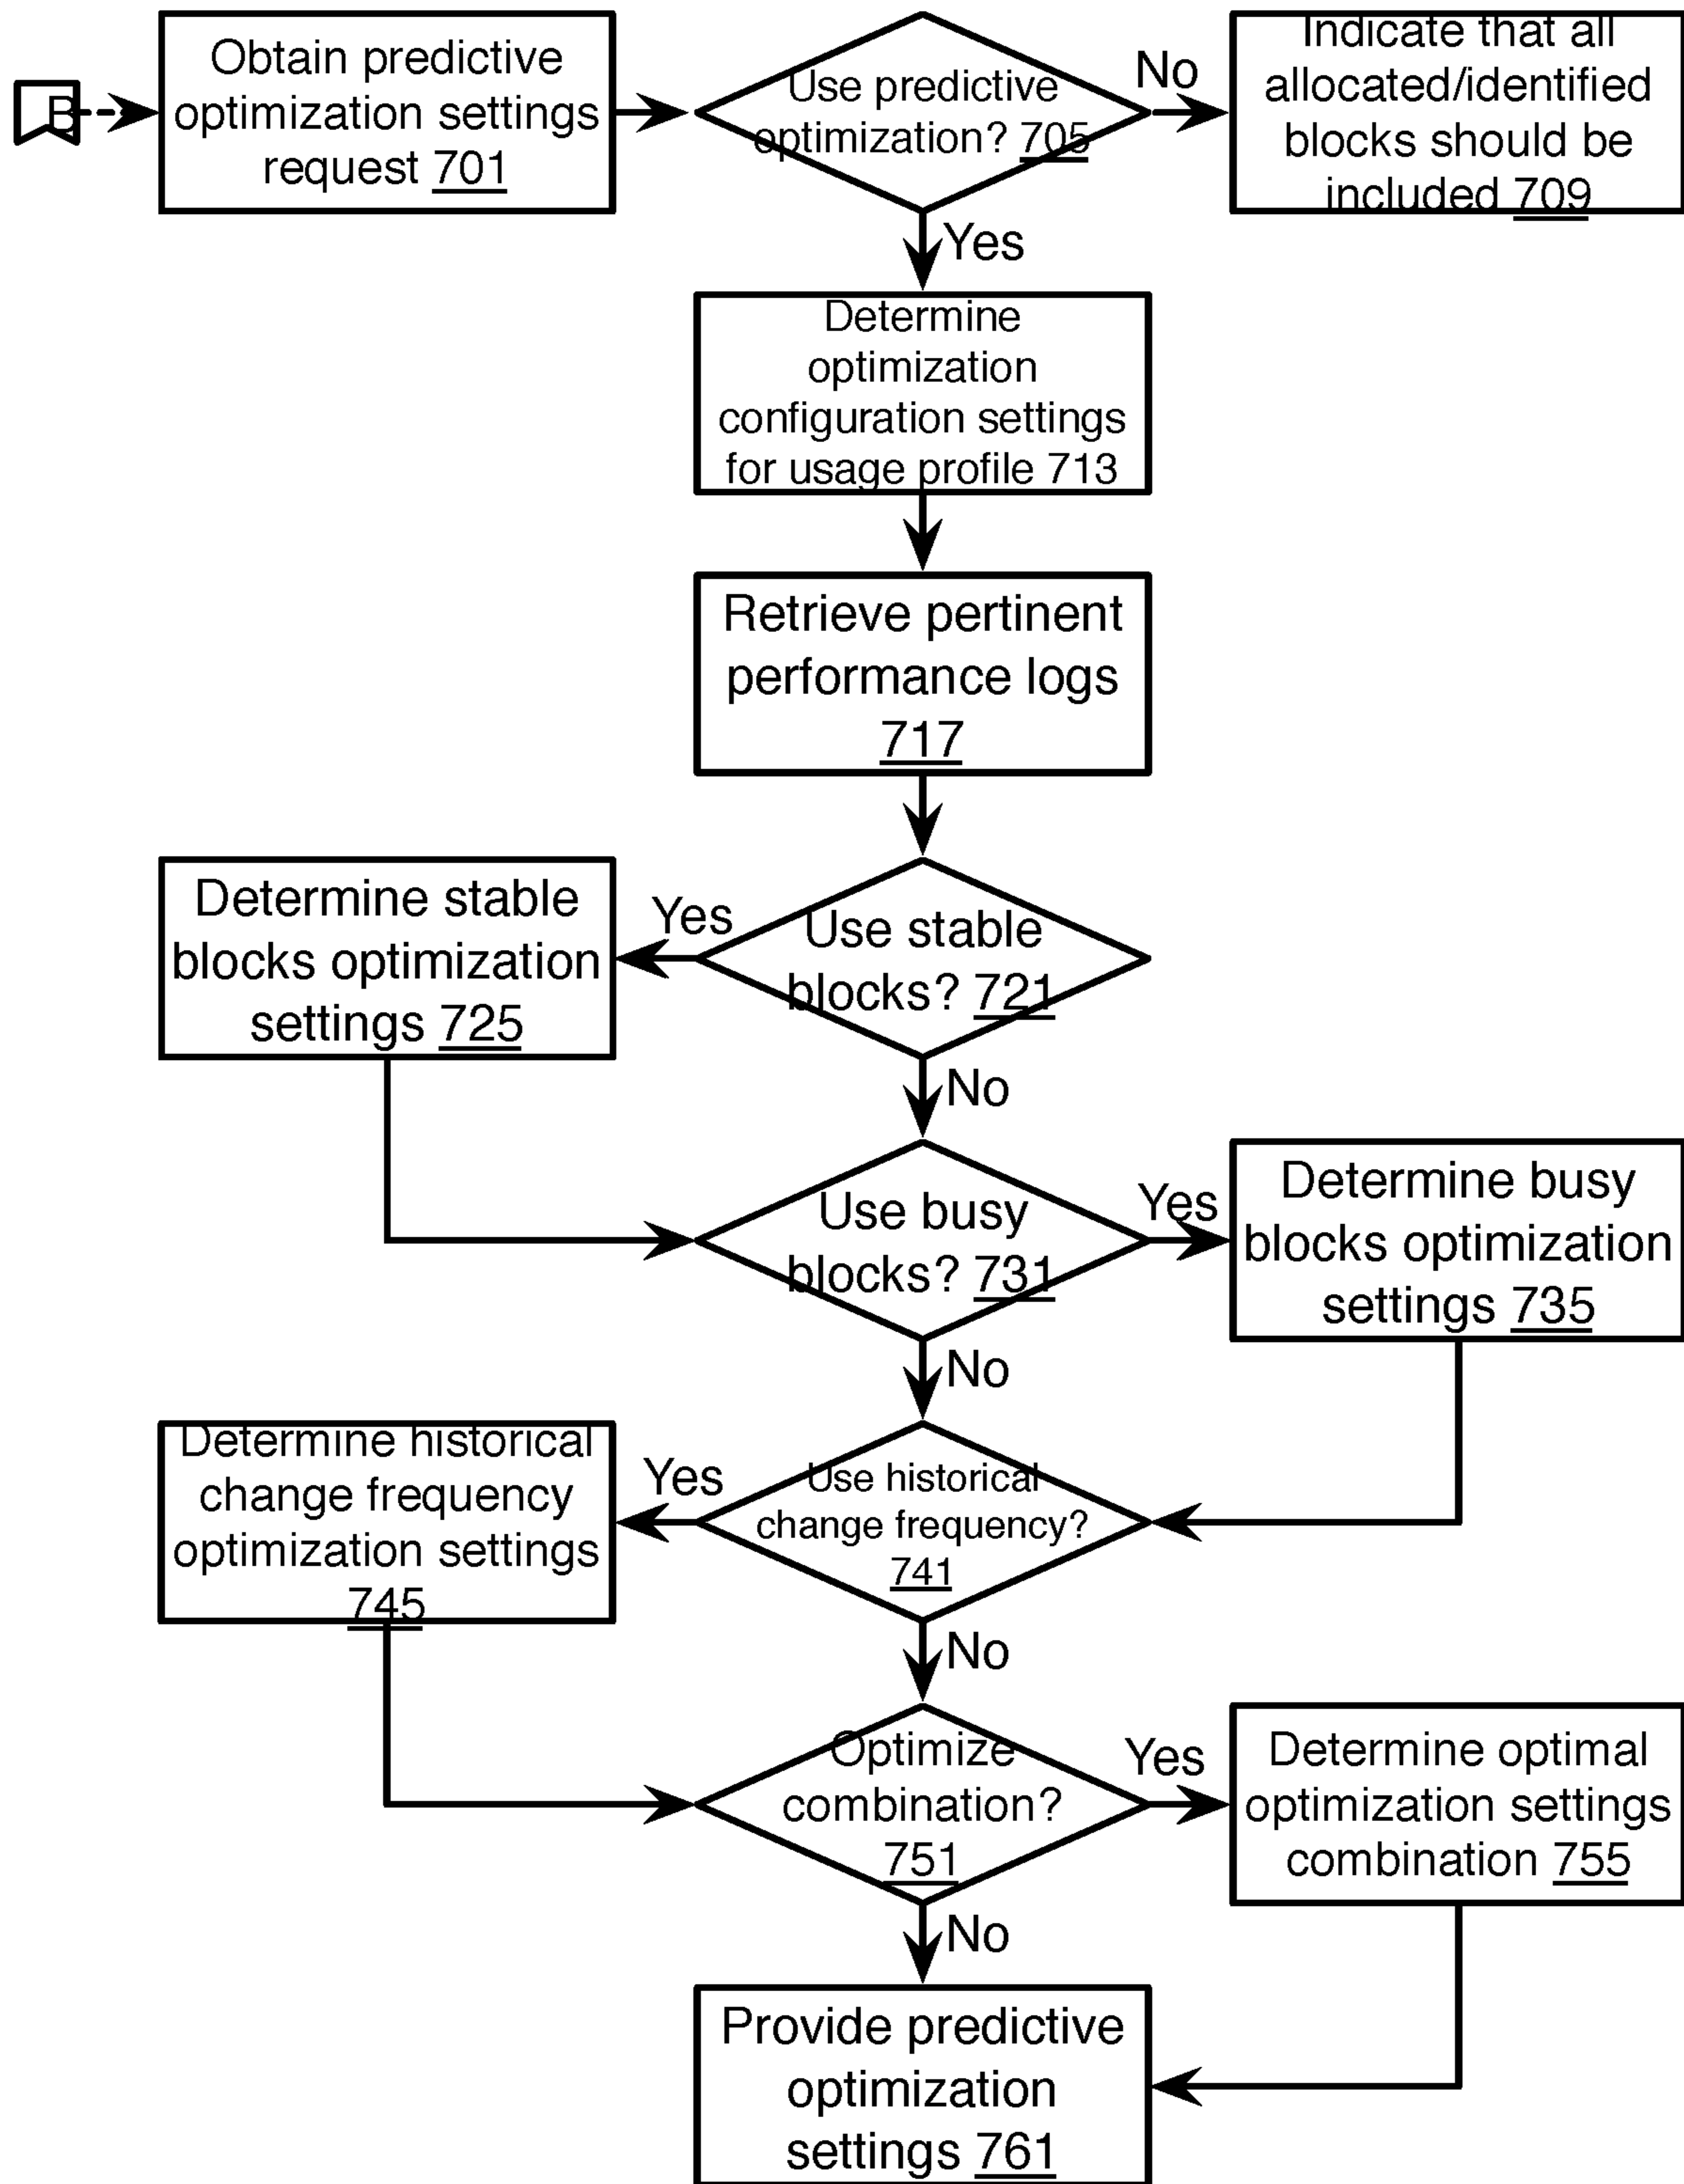 B
Obtain predictive
optimization settings
request 701
Use predictive
optimization? 705
No
Indicate that all
allocated/identified
blocks should be
included 709
Yes
Determine
optimization
configuration settings
for usage profile 713
Retrieve pertinent
performance logs
717
Use stable
blocks? 721
Yes
Determine stable
blocks optimization
settings 725
No
Use busy
blocks? 731
Yes
Determine busy
blocks optimization
settings 735
No
Use historical
change frequency?
741
Yes
Determine historical
change frequency
optimization settings
745
No
Optimize
combination?
751
Yes
Determine optimal
optimization settings
combination 755
No
Provide predictive
optimization
settings 761